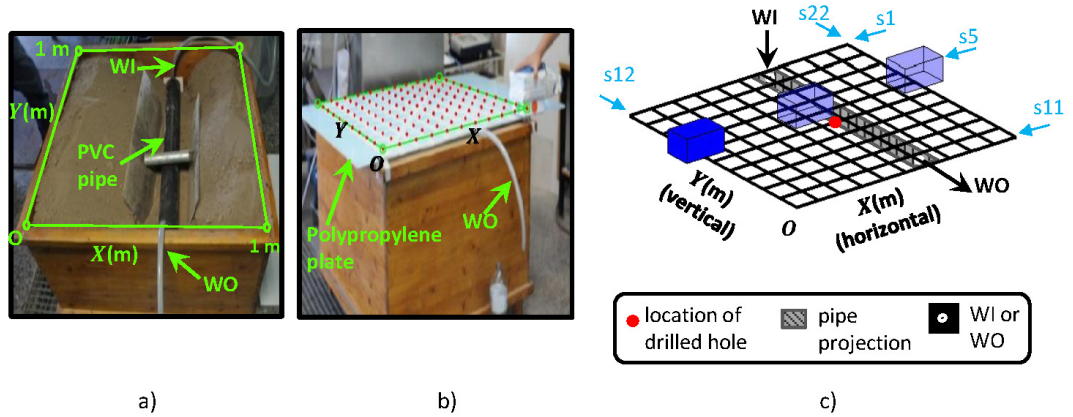 1 m
WI
Y(m)
PVC
pipe
O
X(m)
1 m
WO
a)
Y
X
O
WO
Polypropylene
plate
b)
WI
s22
s1
s5
s12
s11
Y(m)
(vertical)
O
X(m)
(horizontal)
WO
location of
drilled hole
pipe
projection
WI or
WO
c)